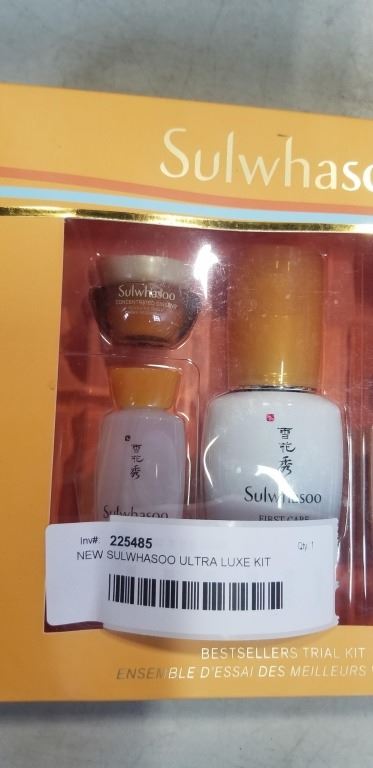 Sulwhaso
Sulwhasoo
CONCENTRATED GINSENG
雪花秀
雪花秀
Sulwhasoo
Sulwhasoo
FIRST CARE
Inv#: 225485
Qty: 1
NEW SULWHASOO ULTRA LUXE KIT
BESTSELLERS TRIAL KIT
ENSEMBLE D'ESSAI DES MEILLEURS